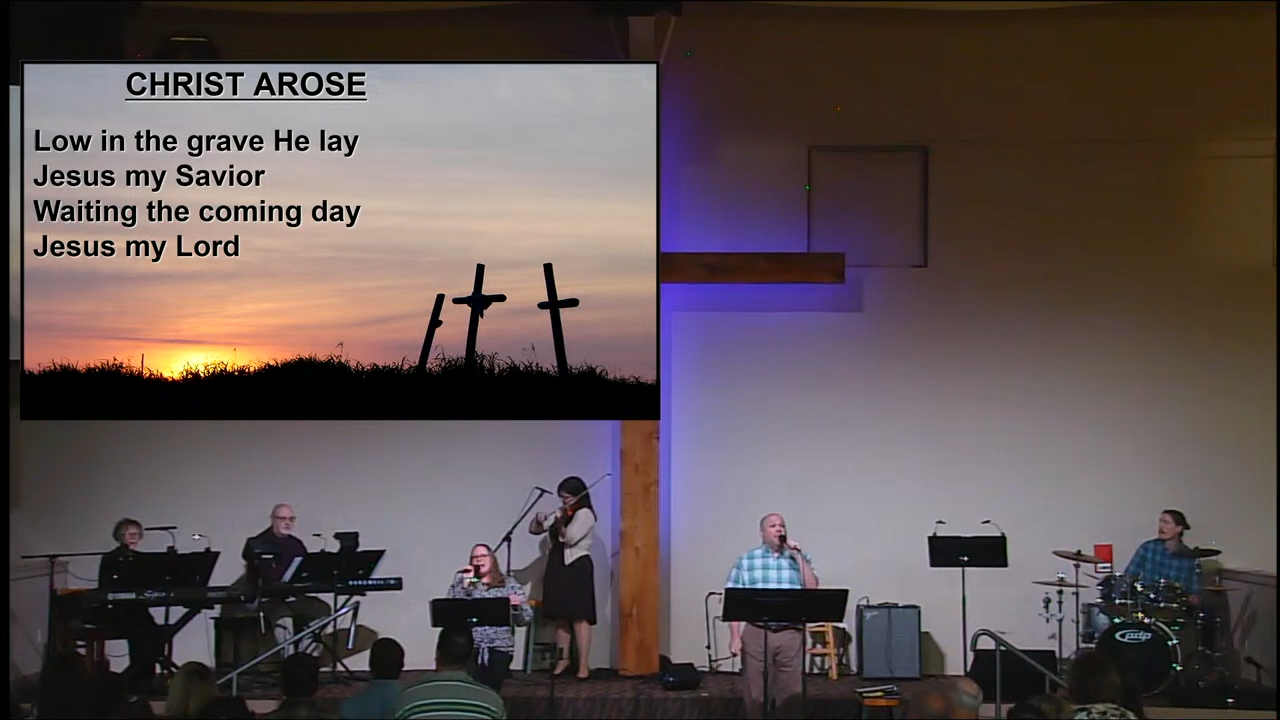 CHRIST AROSE
Low in the grave He lay
Jesus my Savior
Waiting the coming day
Jesus my Lord
pdp